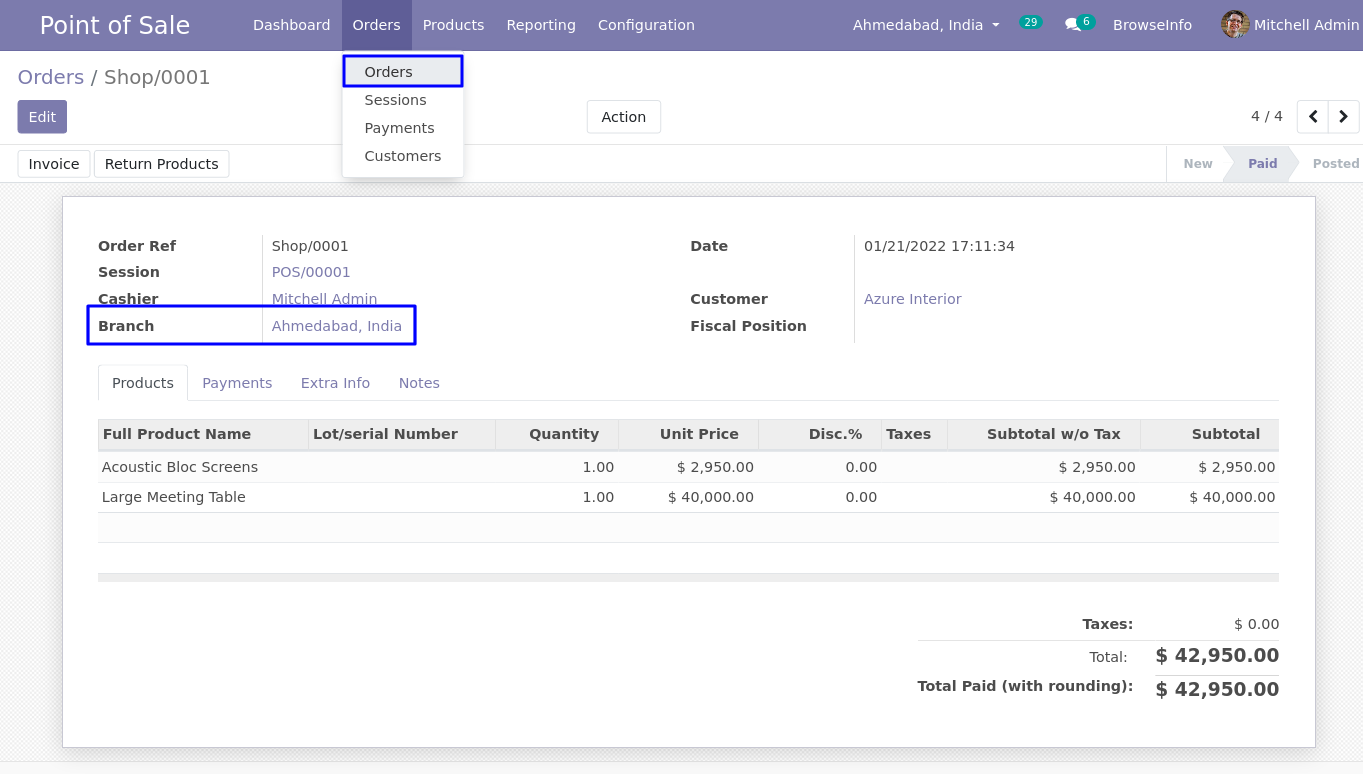 Point of Sale Dashboard Orders Products Reporting Configuration Ahmedabad, India 29 6 BrowseInfo Mitchell Admin
Orders
Sessions
Payments
Customers
Orders / Shop/0001
Edit Action 4 / 4
Invoice Return Products New Paid Posted
Order Ref Shop/0001 Date 01/21/2022 17:11:34
Session POS/00001
Cashier Mitchell Admin Customer Azure Interior
Branch Ahmedabad, India Fiscal Position
Products Payments Extra Info Notes
Full Product Name Lot/serial Number Quantity Unit Price Disc.% Taxes Subtotal w/o Tax Subtotal
Acoustic Bloc Screens 1.00 $ 2,950.00 0.00 $ 2,950.00 $ 2,950.00
Large Meeting Table 1.00 $ 40,000.00 0.00 $ 40,000.00 $ 40,000.00
Taxes: $ 0.00
Total: $ 42,950.00
Total Paid (with rounding): $ 42,950.00